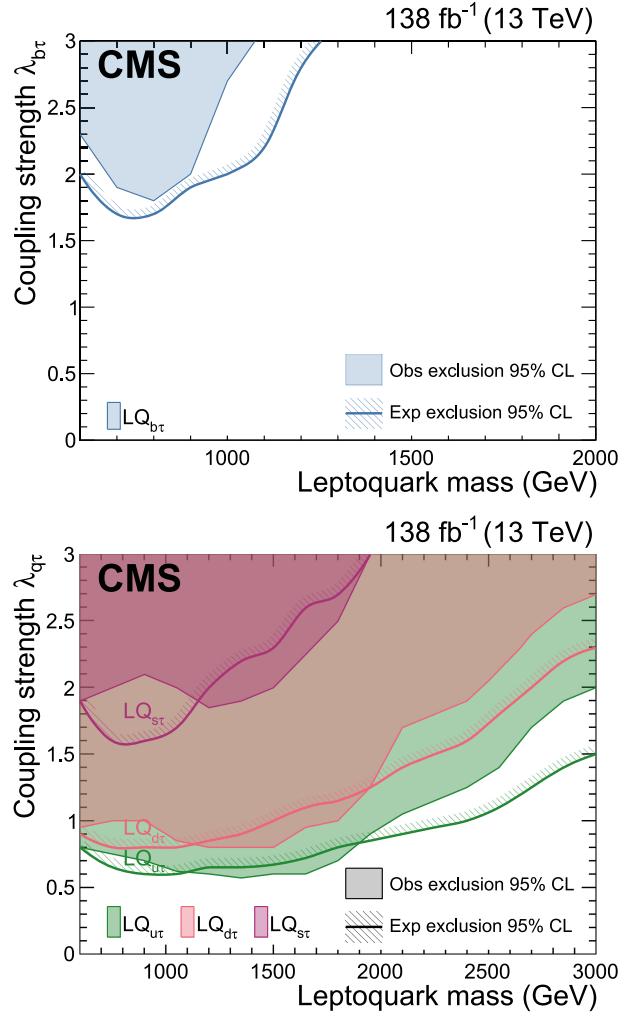 138 fb⁻¹ (13 TeV)
CMS
Coupling strength λbτ
3
2.5
2
1.5
1
0.5
0
Obs exclusion 95% CL
Exp exclusion 95% CL
LQbτ
1000 1500 2000
Leptoquark mass (GeV)
138 fb⁻¹ (13 TeV)
CMS
Coupling strength λqτ
3
2.5
2
1.5
1
0.5
0
LQsτ
LQdτ
LQuτ
Obs exclusion 95% CL
Exp exclusion 95% CL
LQuτ LQdτ LQsτ
1000 1500 2000 2500 3000
Leptoquark mass (GeV)